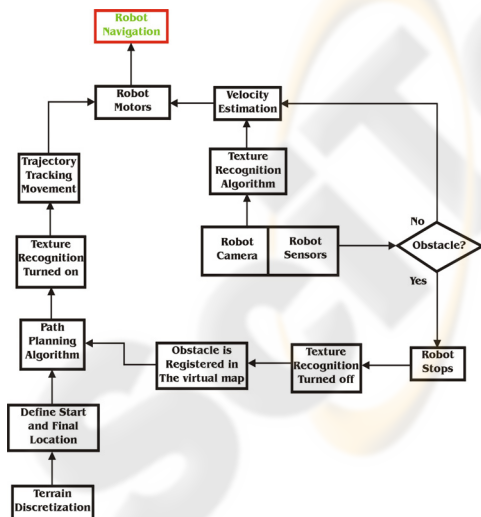 Robot
Navigation
Robot
Motors
Velocity
Estimation
Trajectory
Tracking
Movement
Texture
Recognition
Algorithm
No
Robot
Camera
Robot
Sensors
Obstacle?
Texture
Recognition
Turned on
Yes
Path
Planning
Algorithm
Obstacle is
Registered in
The virtual map
Texture
Recognition
Turned off
Robot
Stops
Define Start
and Final
Location
Terrain
Discretization